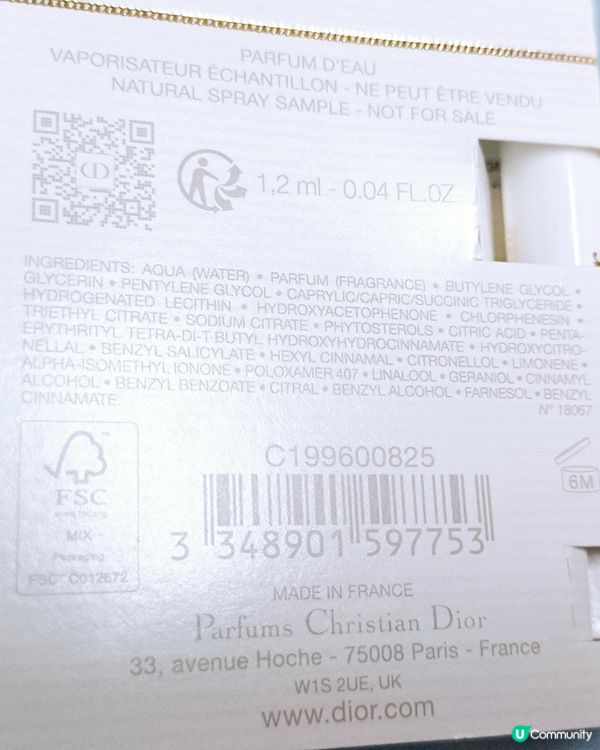 PARFUM D'EAU
VAPORISATEUR ÉCHANTILLON - NE PEUT ÊTRE VENDU
NATURAL SPRAY SAMPLE - NOT FOR SALE
CD
1,2 ml - 0.04 FL.OZ
INGREDIENTS: AQUA (WATER) • PARFUM (FRAGRANCE) • BUTYLENE GLYCOL •
GLYCERIN • PENTYLENE GLYCOL • CAPRYLIC/CAPRIC/SUCCINIC TRIGLYCERIDE •
HYDROGENATED LECITHIN • HYDROXYACETOPHENONE • CHLORPHENESIN •
TRIETHYL CITRATE • SODIUM CITRATE • PHYTOSTEROLS • CITRIC ACID • PENTA-
ERYTHRITYL TETRA-DI-T-BUTYL HYDROXYHYDROCINNAMATE • HYDROXYCITRO-
NELLAL • BENZYL SALICYLATE • HEXYL CINNAMAL • CITRONELLOL • LIMONENE •
ALPHA-ISOMETHYL IONONE • POLOXAMER 407 • LINALOOL • GERANIOL • CINNAMYL
ALCOHOL • BENZYL BENZOATE • CITRAL • BENZYL ALCOHOL • FARNESOL • BENZYL
CINNAMATE.
N° 18067
C199600825
6M
FSC
www.fsc.org
MIX
Packaging
FSC® C012672
3 348901 597753
MADE IN FRANCE
Parfums Christian Dior
33, avenue Hoche - 75008 Paris - France
W1S 2UE, UK
www.dior.com
U Community